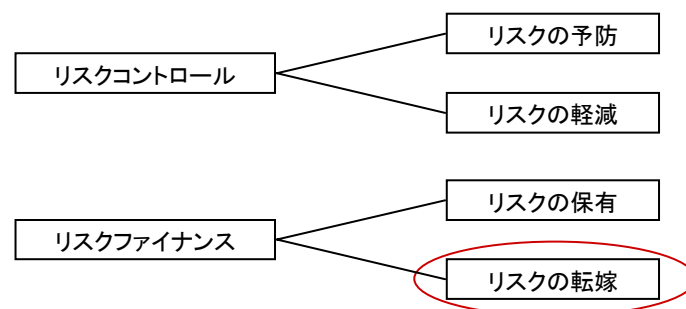 リスクの予防
リスクコントロール
リスクの軽減
リスクの保有
リスクファイナンス
リスクの転嫁